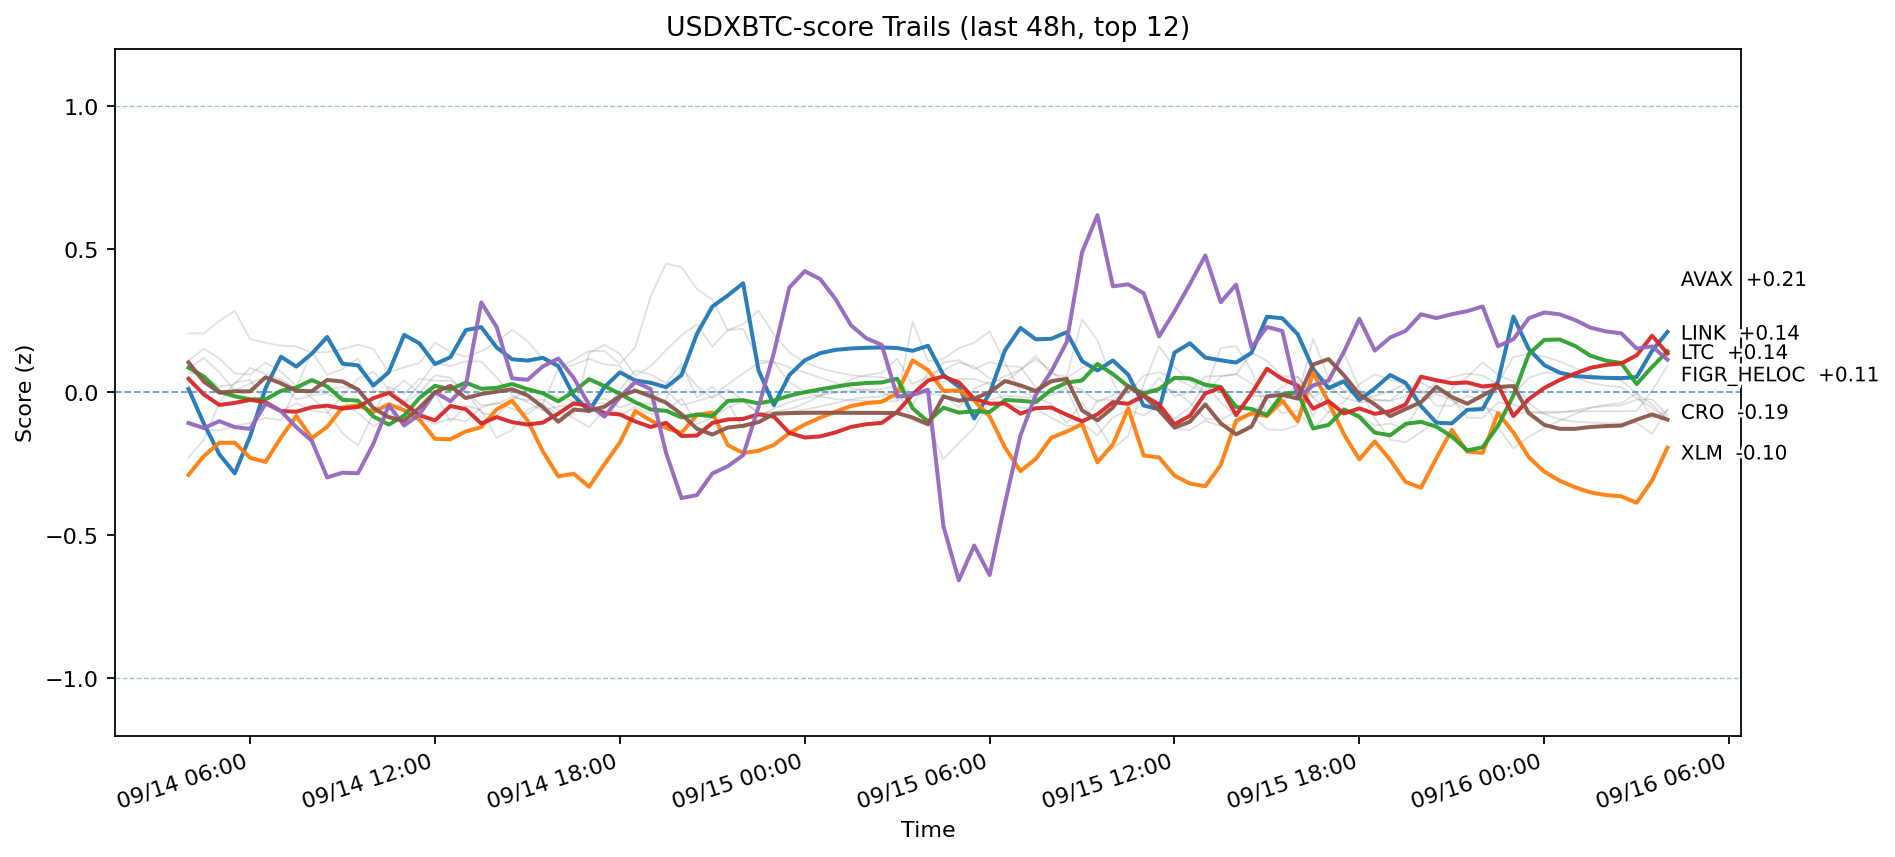 USDXBTC-score Trails (last 48h, top 12)
Score (z)
1.0
0.5
0.0
−0.5
−1.0
AVAX +0.21
LINK +0.14
LTC +0.14
FIGR_HELOC +0.11
CRO -0.19
XLM -0.10
09/14 06:00
09/14 12:00
09/14 18:00
09/15 00:00
09/15 06:00
09/15 12:00
09/15 18:00
09/16 00:00
09/16 06:00
Time